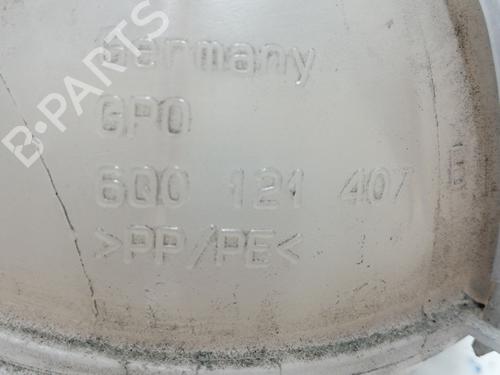 B-PARTS
Germany
GPO
6Q0 121 407 B
>PP/PE<